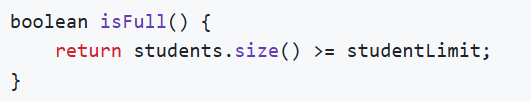 boolean isFull() {
    return students.size() >= studentLimit;
}